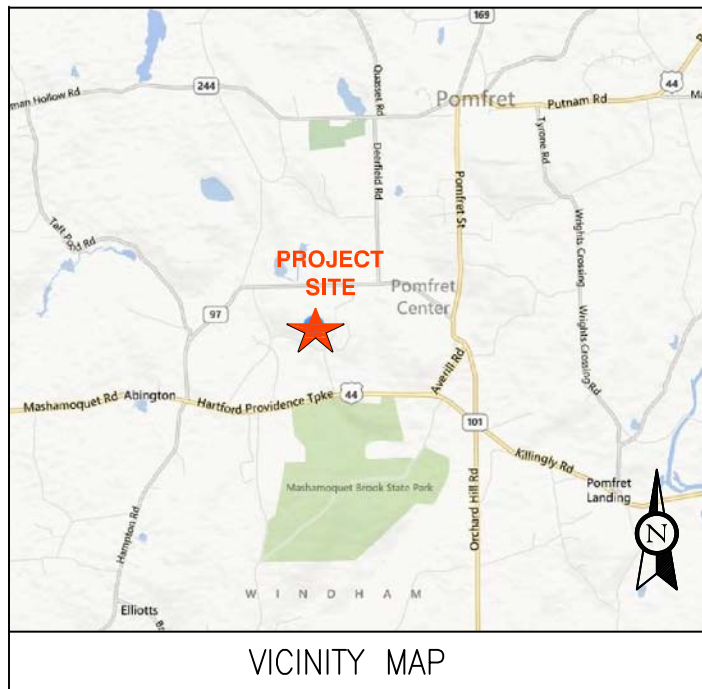 169
44
Putnam Rd
Pomfret
244
man Hollow Rd
Quasset Rd
Deerfield Rd
Tyrone Rd
Pomfret St
Wrights Crossing
Wrights Crossing Rd
Taft Pond Rd
PROJECT
SITE
Pomfret
Center
97
Averill Rd
Mashamoquet Rd
Abington
Hartford Providence Tpke
44
101
Killingly Rd
Pomfret
Landing
Mashamoquet Brook State Park
Orchard Hill Rd
Hampton Rd
N
WINDHAM
Elliotts
VICINITY MAP